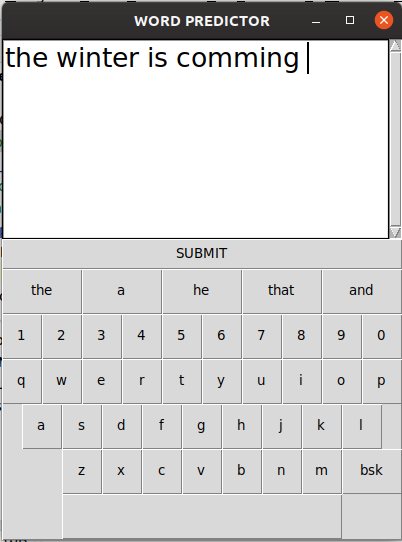 WORD PREDICTOR
the winter is comming
SUBMIT
the a he that and
1 2 3 4 5 6 7 8 9 0
q w e r t y u i o p
a s d f g h j k l
z x c v b n m bsk